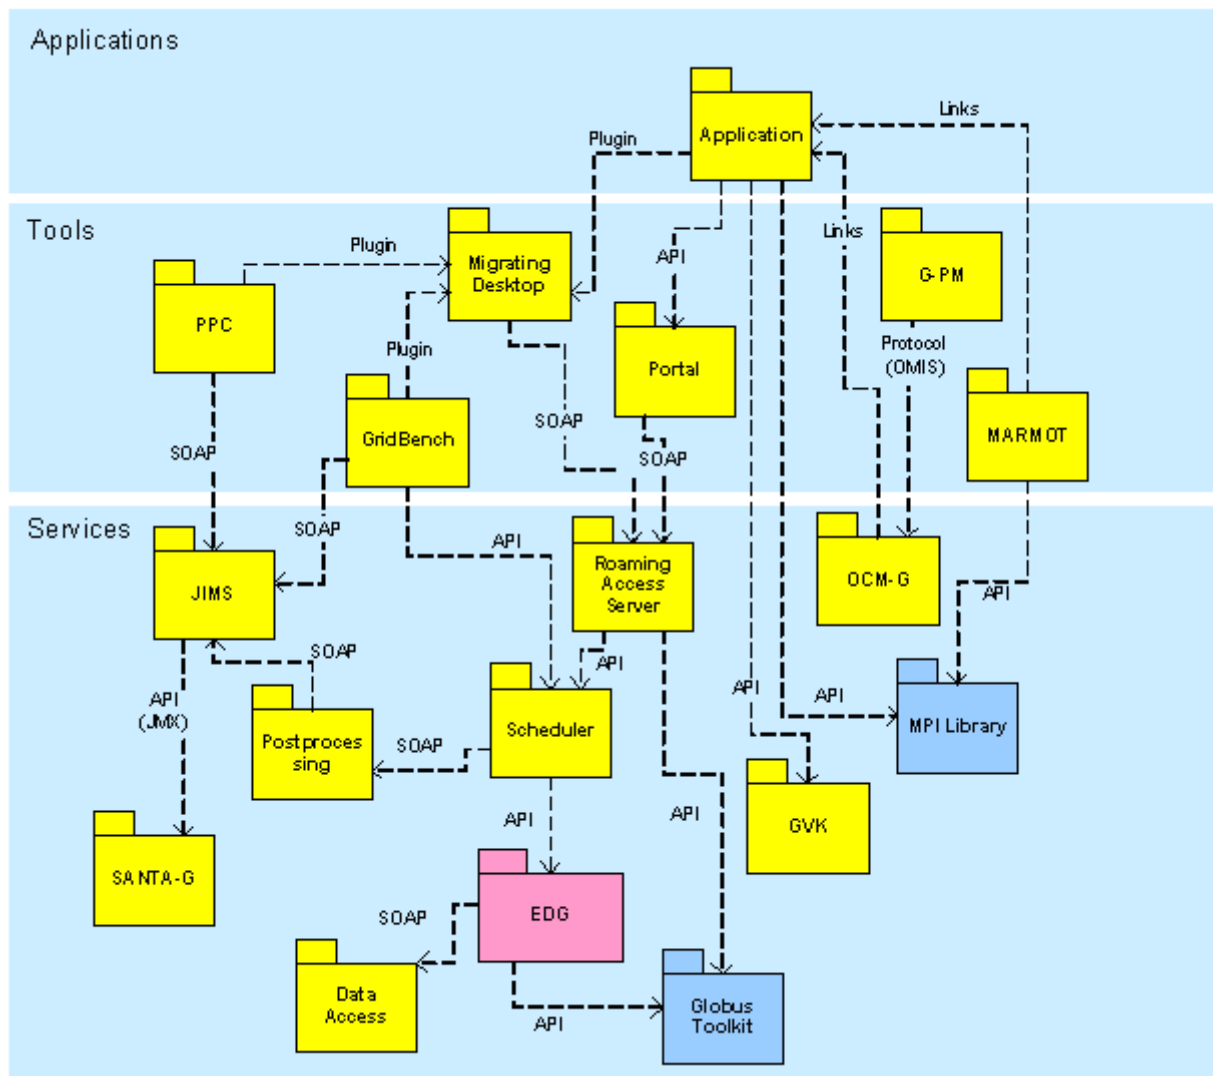 Applications
Application
Links
Plugin
Tools
Links
Plugin
Migrating
Desktop
API
G-PM
PPC
Plugin
Portal
Protocol
(OMIS)
SOAP
GridBench
SOAP
SOAP
MARMOT
Services
SOAP
API
Roaming
Access
Server
OCM-G
API
JIMS
SOAP
API
API
(JMX)
API
API
Postproces
sing
SOAP
Scheduler
MPI Library
API
API
GVK
SANTA-G
EDG
SOAP
Data
Access
API
Globus
Toolkit